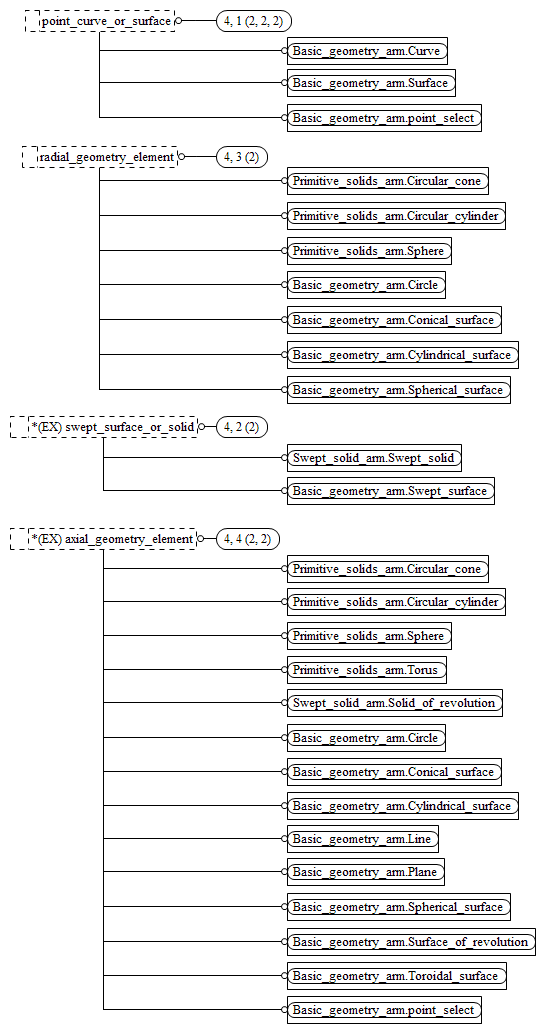 point_curve_or_surface
4, 1 (2, 2, 2)
Basic_geometry_arm.Curve
Basic_geometry_arm.Surface
Basic_geometry_arm.point_select
radial_geometry_element
4, 3 (2)
Primitive_solids_arm.Circular_cone
Primitive_solids_arm.Circular_cylinder
Primitive_solids_arm.Sphere
Basic_geometry_arm.Circle
Basic_geometry_arm.Conical_surface
Basic_geometry_arm.Cylindrical_surface
Basic_geometry_arm.Spherical_surface
*(EX) swept_surface_or_solid
4, 2 (2)
Swept_solid_arm.Swept_solid
Basic_geometry_arm.Swept_surface
*(EX) axial_geometry_element
4, 4 (2, 2)
Primitive_solids_arm.Circular_cone
Primitive_solids_arm.Circular_cylinder
Primitive_solids_arm.Sphere
Primitive_solids_arm.Torus
Swept_solid_arm.Solid_of_revolution
Basic_geometry_arm.Circle
Basic_geometry_arm.Conical_surface
Basic_geometry_arm.Cylindrical_surface
Basic_geometry_arm.Line
Basic_geometry_arm.Plane
Basic_geometry_arm.Spherical_surface
Basic_geometry_arm.Surface_of_revolution
Basic_geometry_arm.Toroidal_surface
Basic_geometry_arm.point_select